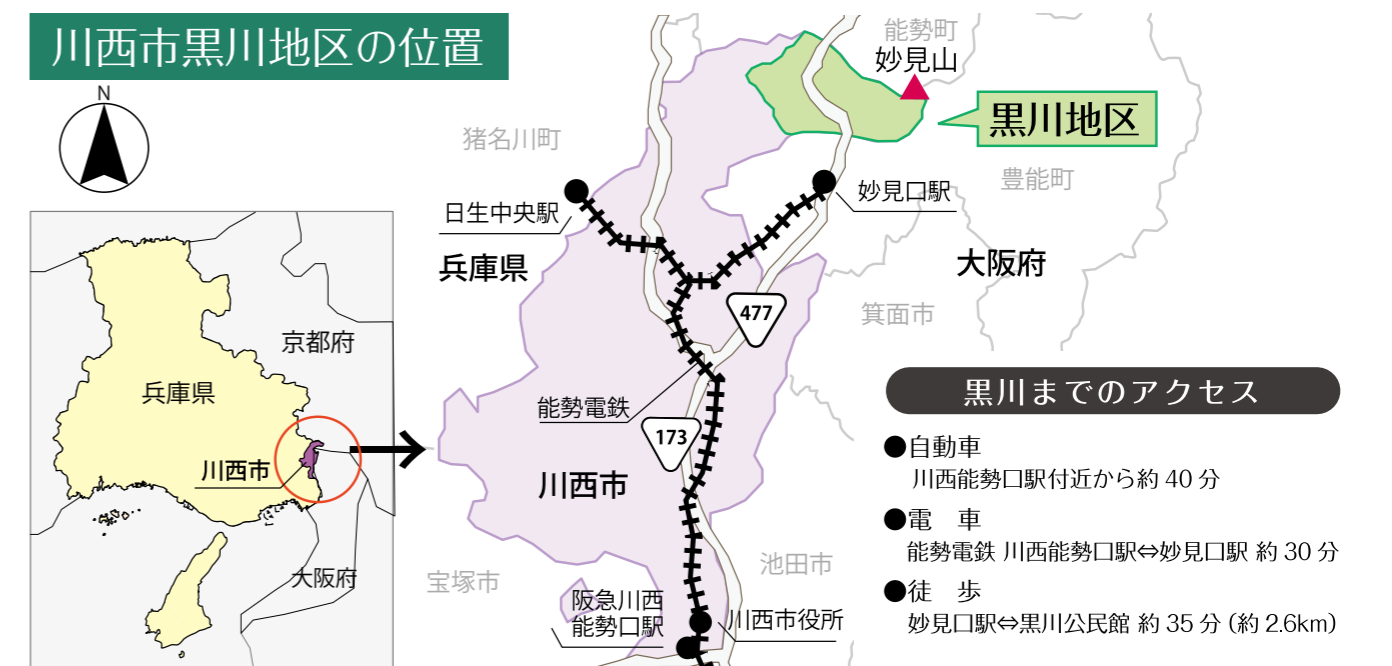 川西市黒川地区の位置
N
兵庫県
京都府
川西市
大阪府
能勢町
妙見山
黒川地区
猪名川町
豊能町
日生中央駅
妙見口駅
兵庫県
大阪府
477
箕面市
能勢電鉄
173
川西市
池田市
宝塚市
阪急川西
能勢口駅
川西市役所
黒川までのアクセス
●自動車
川西能勢口駅付近から約 40 分
●電 車
能勢電鉄 川西能勢口駅⇔妙見口駅 約 30 分
●徒 歩
妙見口駅⇔黒川公民館 約 35 分(約 2.6km)